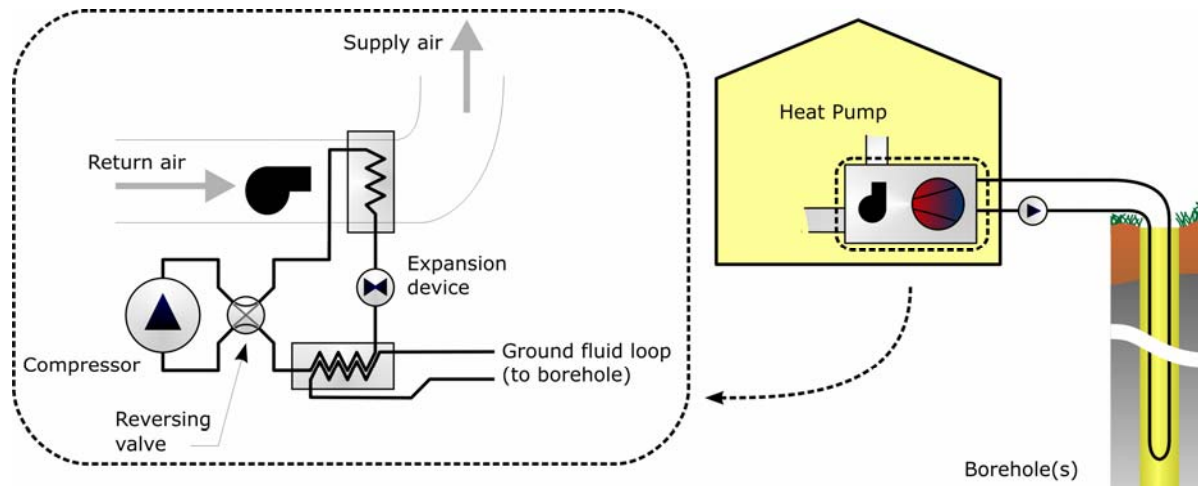 Supply air
Return air
Expansion
device
Compressor
Ground fluid loop
(to borehole)
Reversing
valve
Heat Pump
Borehole(s)